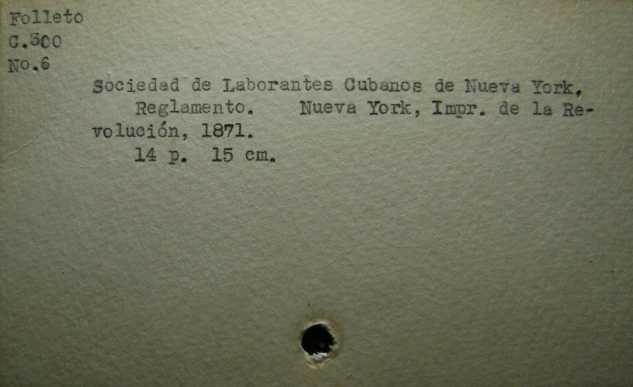 Folleto
C.300
No.6
Sociedad de Laborantes Cubanos de Nueva York.
Reglamento. Nueva York, Impr. de la Re-
volución, 1871.
14 p. 15 cm.